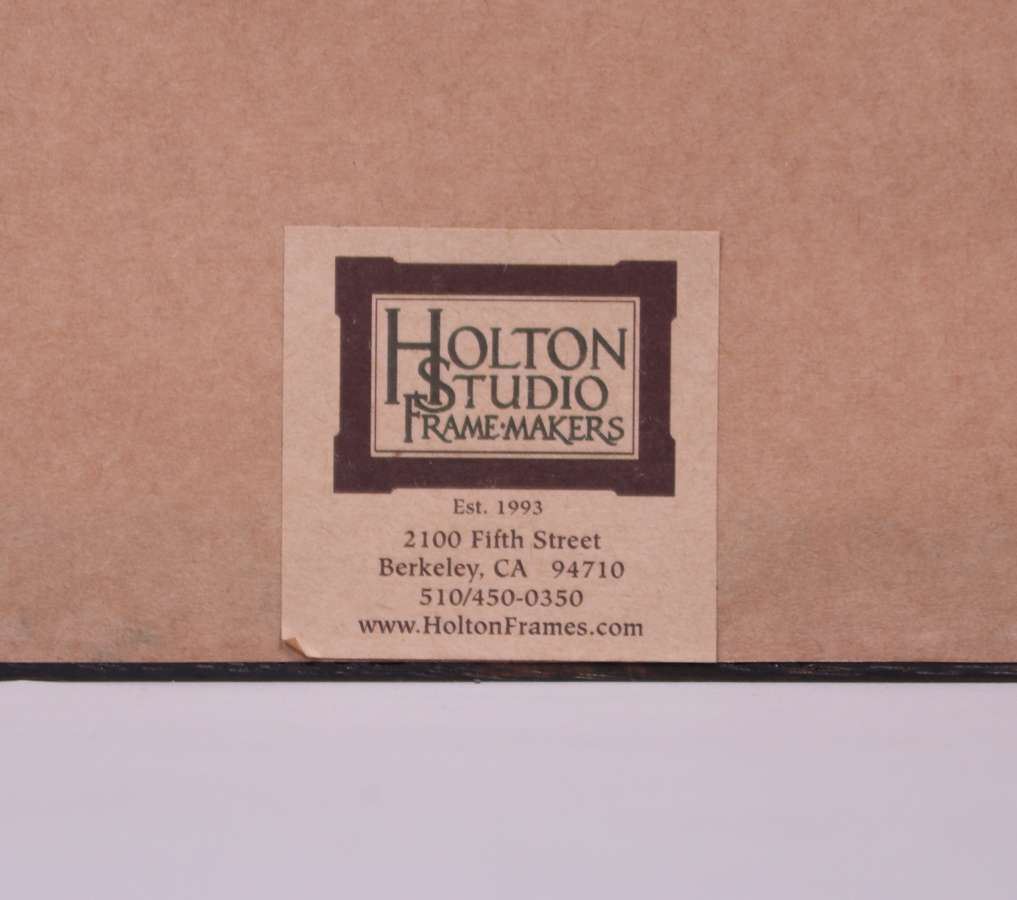 HOLTON
STUDIO
FRAME·MAKERS
Est. 1993
2100 Fifth Street
Berkeley, CA 94710
510/450-0350
www.HoltonFrames.com